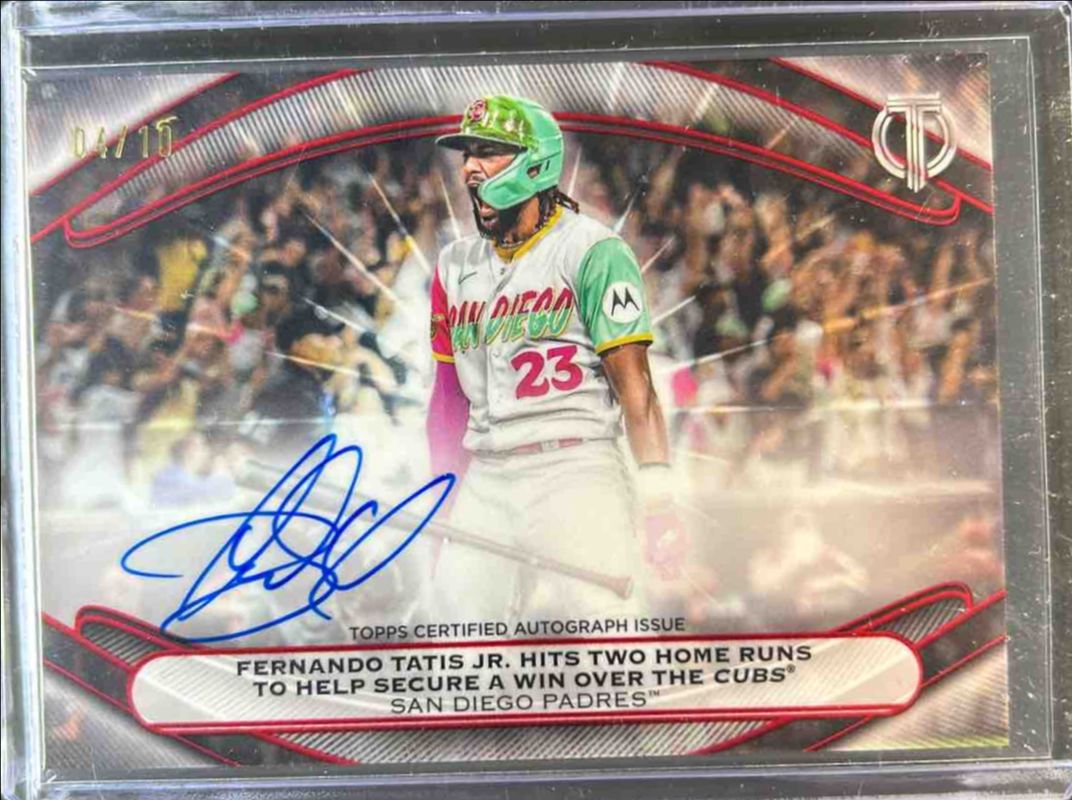 04/10
SAN DIEGO
23
TOPPS CERTIFIED AUTOGRAPH ISSUE
FERNANDO TATIS JR. HITS TWO HOME RUNS
TO HELP SECURE A WIN OVER THE CUBS®
SAN DIEGO PADRES™